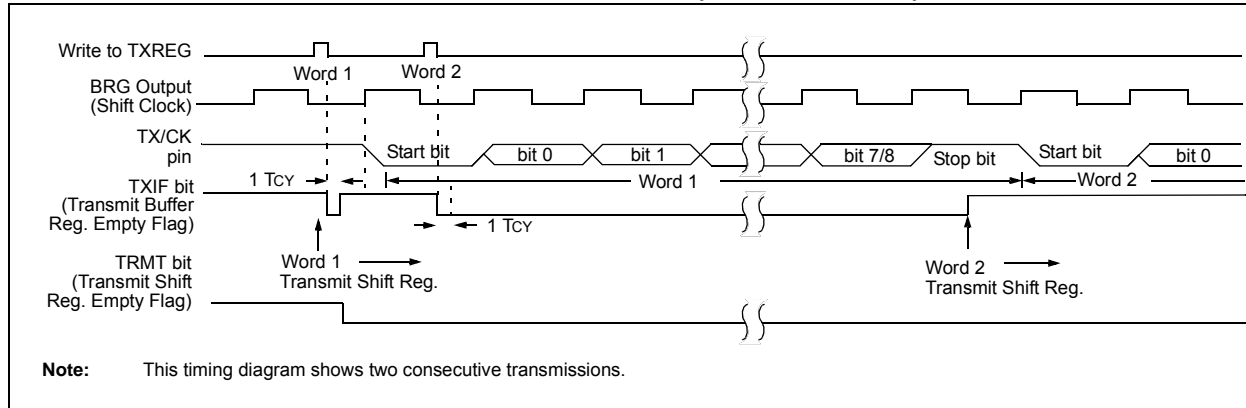 Write to TXREG
Word 1
Word 2
BRG Output
(Shift Clock)
TX/CK
pin
Start bit
bit 0
bit 1
bit 7/8
Stop bit
Start bit
bit 0
Word 1
Word 2
1 TCY
TXIF bit
(Transmit Buffer
Reg. Empty Flag)
1 TCY
Word 1
Transmit Shift Reg.
Word 2
Transmit Shift Reg.
TRMT bit
(Transmit Shift
Reg. Empty Flag)
Note: This timing diagram shows two consecutive transmissions.